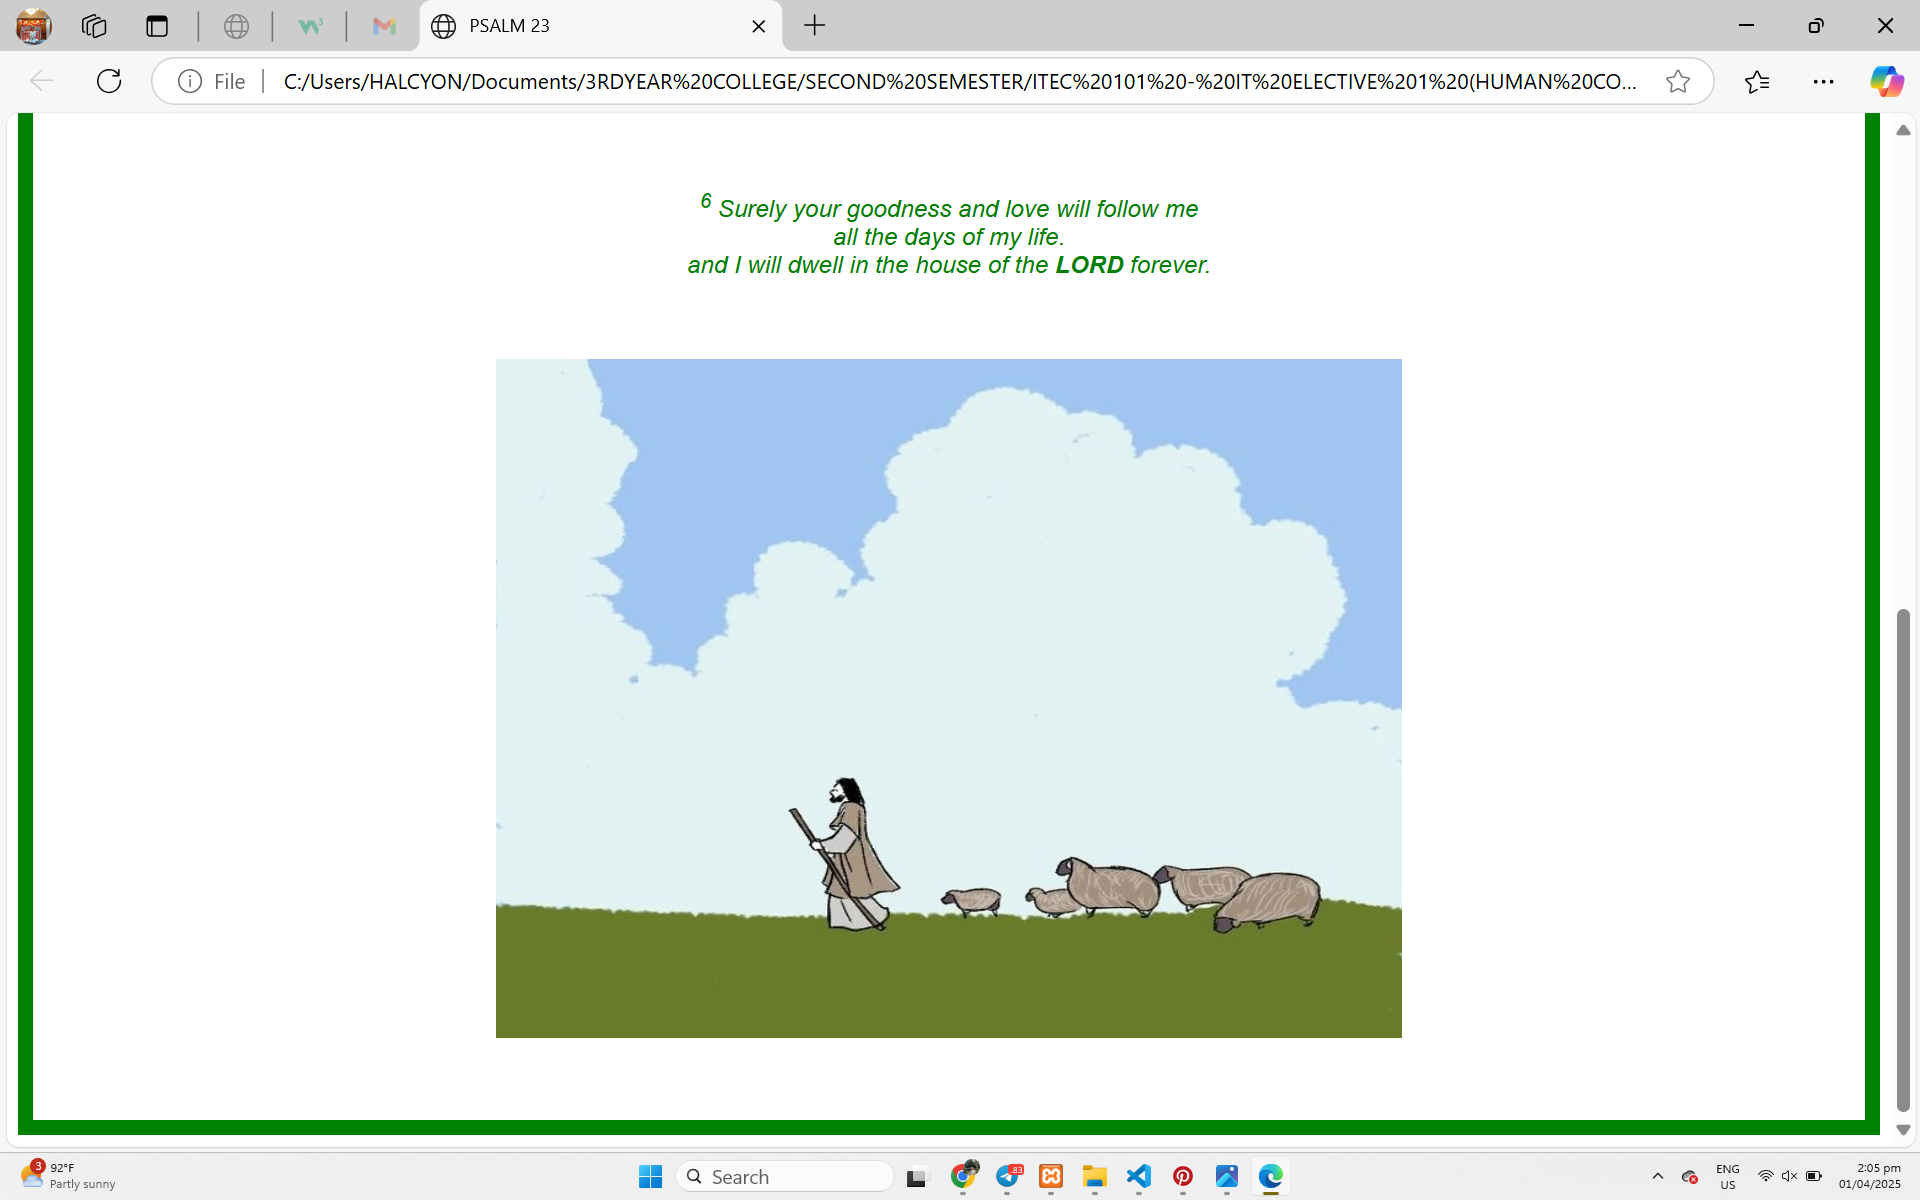 PSALM 23
File
C:/Users/HALCYON/Documents/3RDYEAR%20COLLEGE/SECOND%20SEMESTER/ITEC%20101%20-%20IT%20ELECTIVE%201%20(HUMAN%20CO...
6 Surely your goodness and love will follow me
all the days of my life.
and I will dwell in the house of the LORD forever.
3
92°F
Partly sunny
Search
.83
ENG
US
2:05 pm
01/04/2025